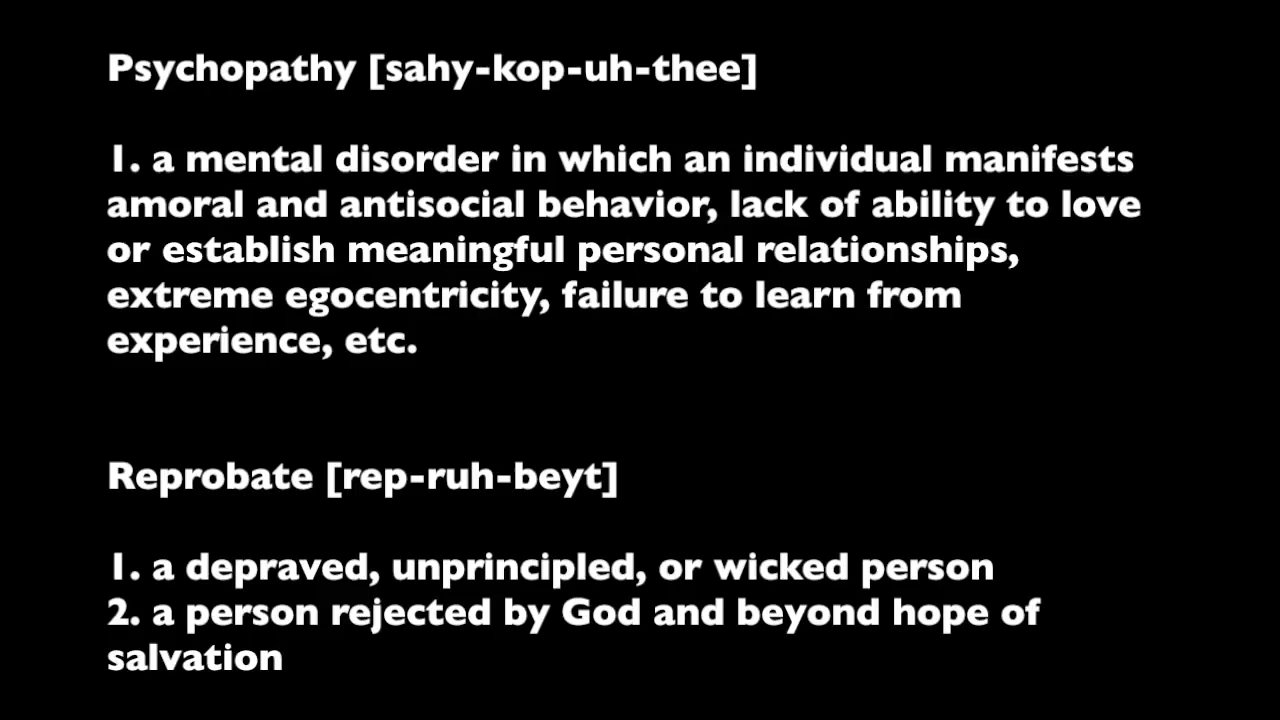 Psychopathy [sahy-kop-uh-thee]
1. a mental disorder in which an individual manifests
amoral and antisocial behavior, lack of ability to love
or establish meaningful personal relationships,
extreme egocentricity, failure to learn from
experience, etc.
Reprobate [rep-ruh-beyt]
1. a depraved, unprincipled, or wicked person
2. a person rejected by God and beyond hope of
salvation